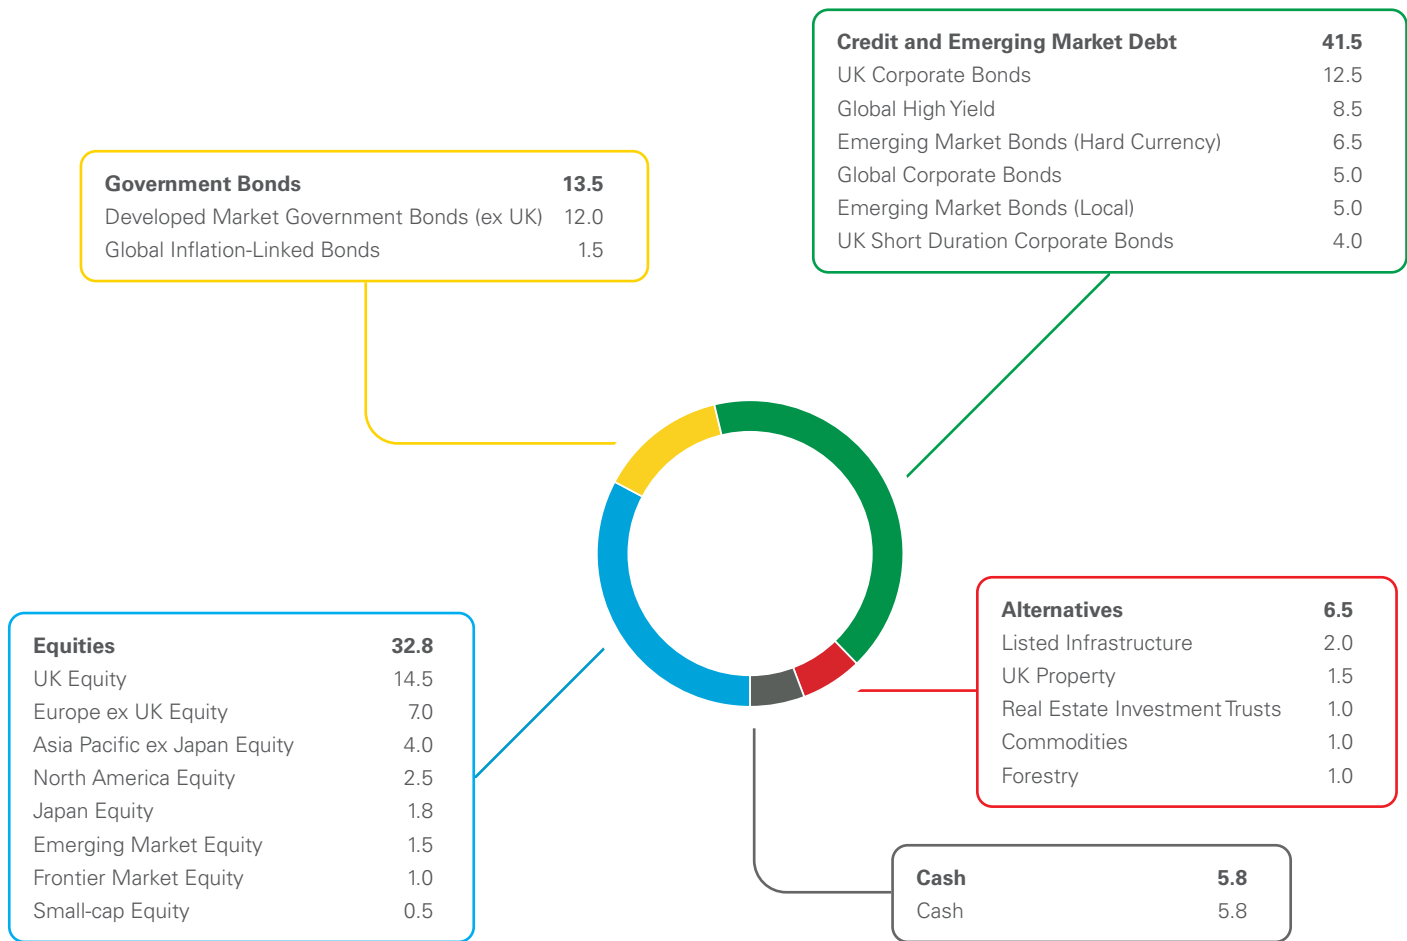 Credit and Emerging Market Debt 41.5
UK Corporate Bonds 12.5
Global High Yield 8.5
Emerging Market Bonds (Hard Currency) 6.5
Global Corporate Bonds 5.0
Emerging Market Bonds (Local) 5.0
UK Short Duration Corporate Bonds 4.0
Government Bonds 13.5
Developed Market Government Bonds (ex UK) 12.0
Global Inflation-Linked Bonds 1.5
Equities 32.8
UK Equity 14.5
Europe ex UK Equity 7.0
Asia Pacific ex Japan Equity 4.0
North America Equity 2.5
Japan Equity 1.8
Emerging Market Equity 1.5
Frontier Market Equity 1.0
Small-cap Equity 0.5
Alternatives 6.5
Listed Infrastructure 2.0
UK Property 1.5
Real Estate Investment Trusts 1.0
Commodities 1.0
Forestry 1.0
Cash 5.8
Cash 5.8